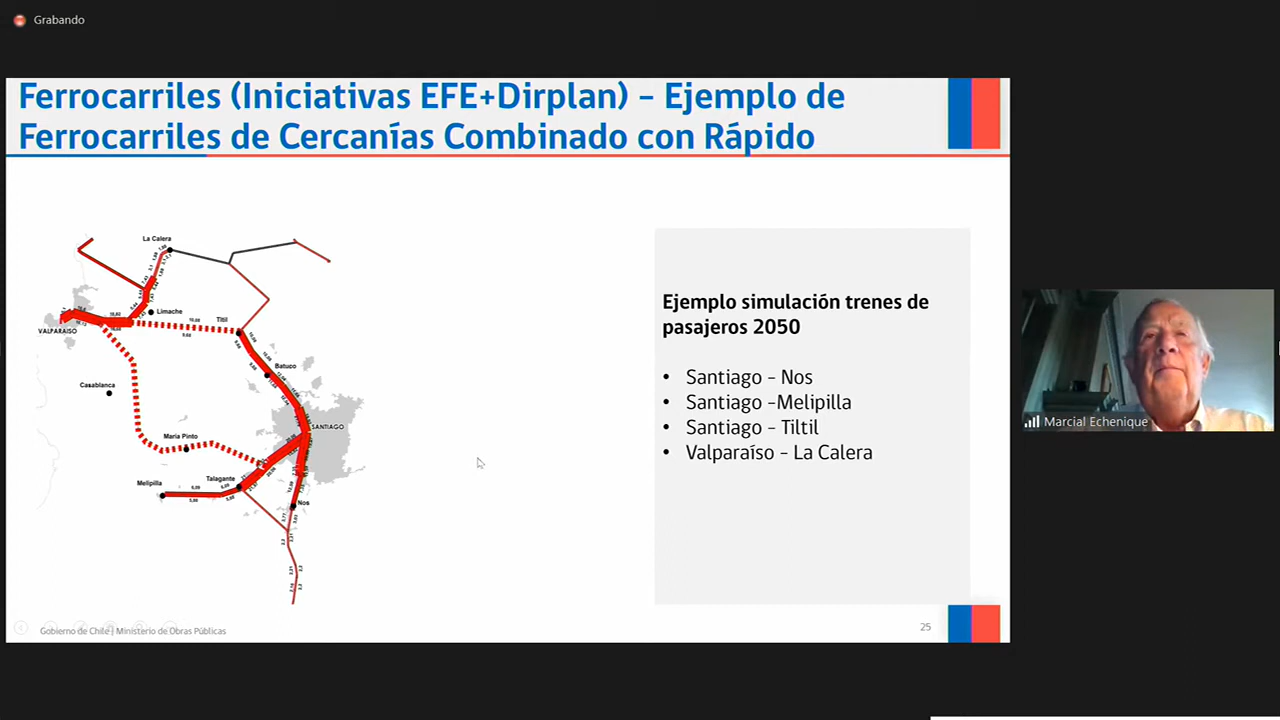 Grabando
Ferrocarriles (Iniciativas EFE+Dirplan) – Ejemplo de
Ferrocarriles de Cercanías Combinado con Rápido
La Calera
Limache
Tiltil
VALPARAISO
Batuco
Casablanca
SANTIAGO
Maria Pinto
Melipilla
Talagante
Nos
Ejemplo simulación trenes de
pasajeros 2050
• Santiago – Nos
• Santiago –Melipilla
• Santiago – Tiltil
• Valparaíso – La Calera
Marcial Echenique
Gobierno de Chile | Ministerio de Obras Públicas
25